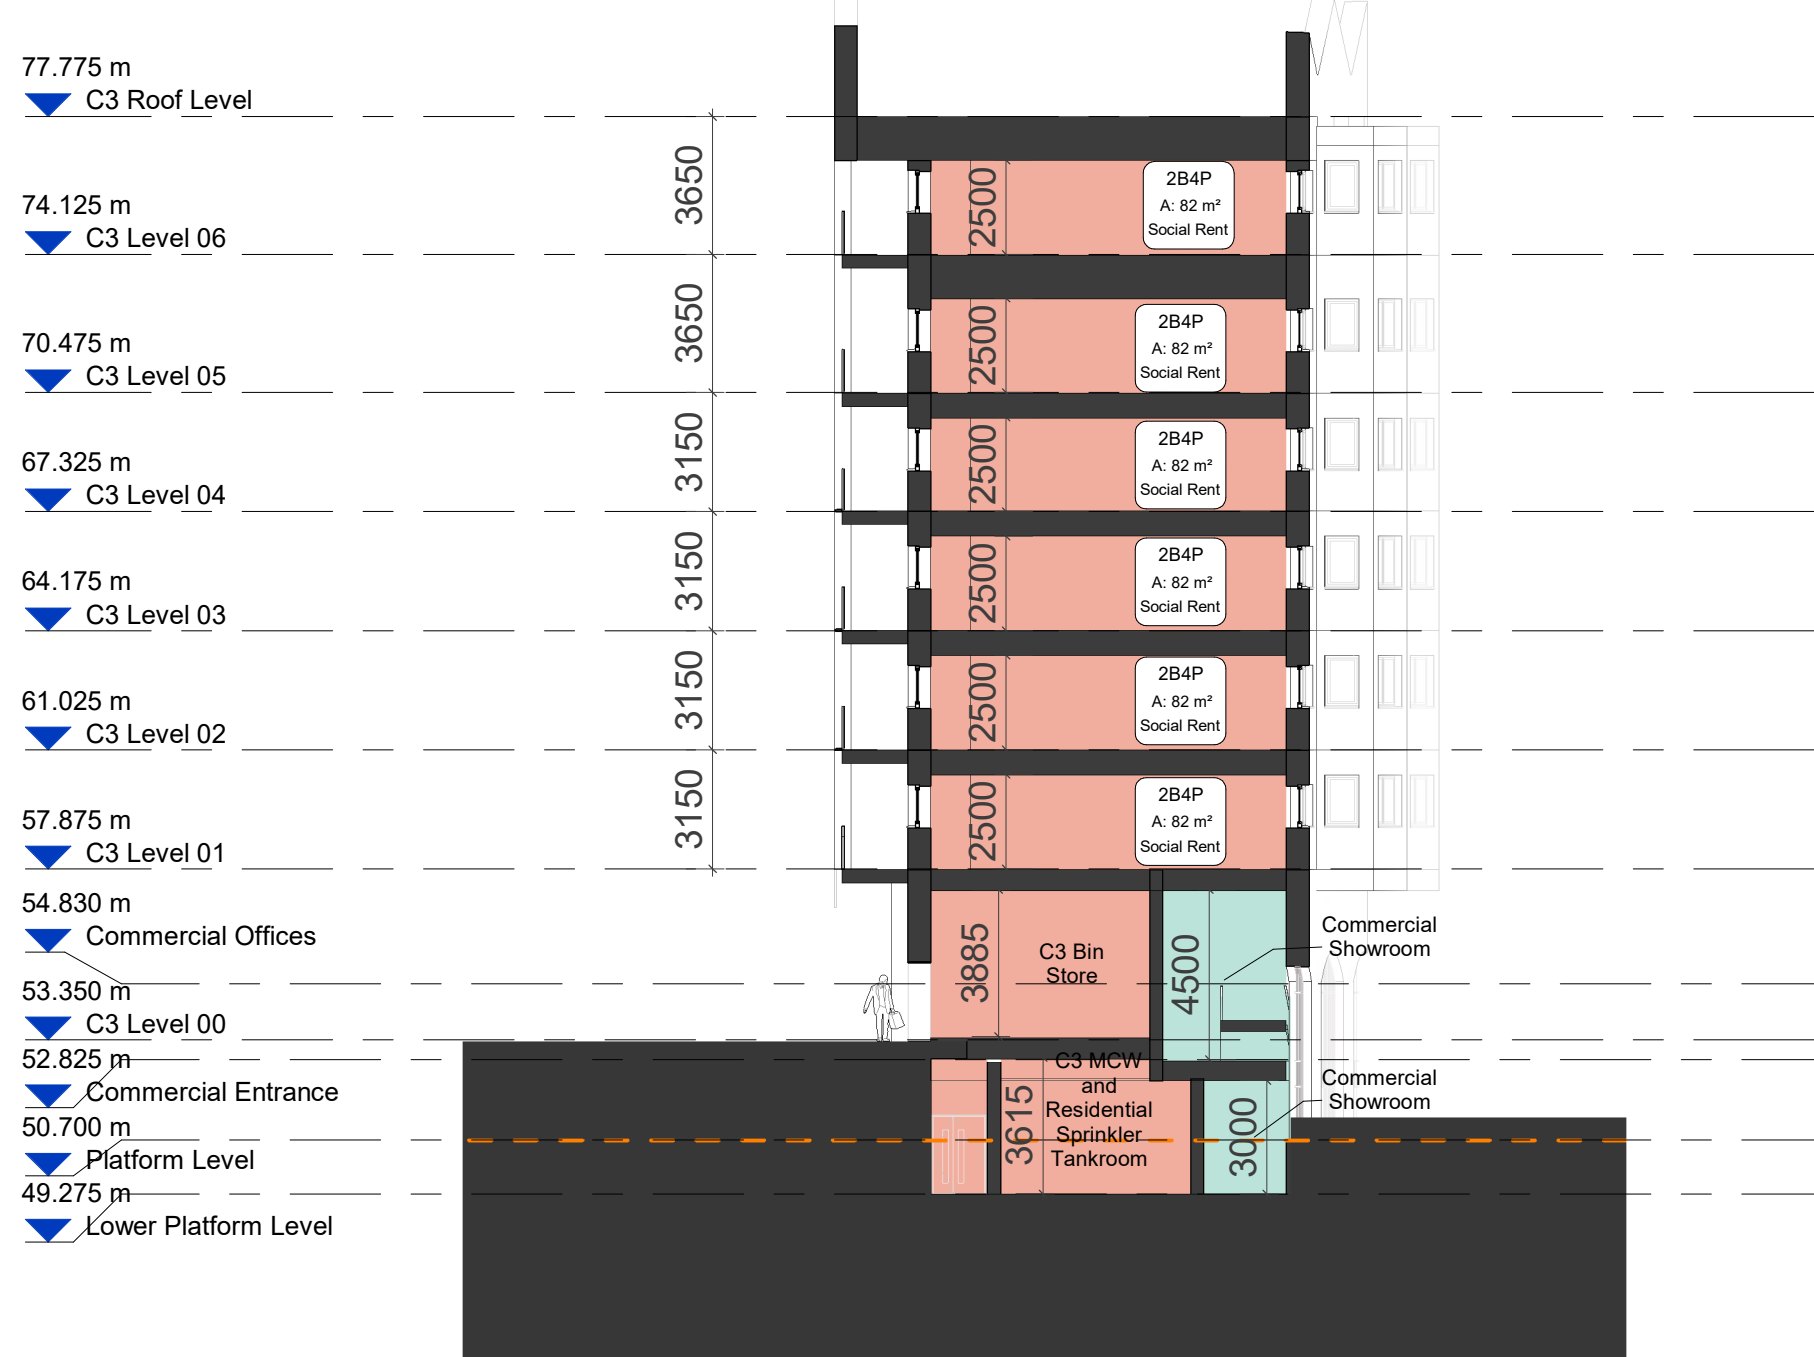 77.775 m
C3 Roof Level
74.125 m
C3 Level 06
70.475 m
C3 Level 05
67.325 m
C3 Level 04
64.175 m
C3 Level 03
61.025 m
C3 Level 02
57.875 m
C3 Level 01
54.830 m
Commercial Offices
53.350 m
C3 Level 00
52.825 m
Commercial Entrance
50.700 m
Platform Level
49.275 m
Lower Platform Level
3650
3650
3150
3150
3150
3150
2500
2B4P
A: 82 m²
Social Rent
2500
2B4P
A: 82 m²
Social Rent
2500
2B4P
A: 82 m²
Social Rent
2500
2B4P
A: 82 m²
Social Rent
2500
2B4P
A: 82 m²
Social Rent
2500
2B4P
A: 82 m²
Social Rent
3885
C3 Bin
Store
4500
Commercial
Showroom
3615
C3 MCW
and
Residential
Sprinkler
Tankroom
3000
Commercial
Showroom